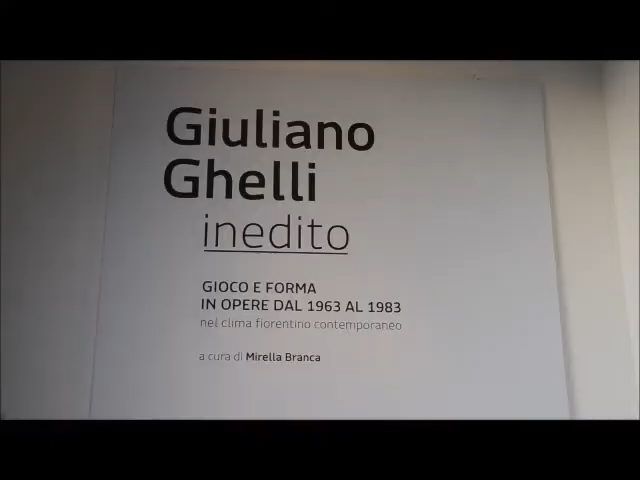 Giuliano
Ghelli
inedito
GIOCO E FORMA
IN OPERE DAL 1963 AL 1983
nel clima fiorentino contemporaneo
a cura di Mirella Branca